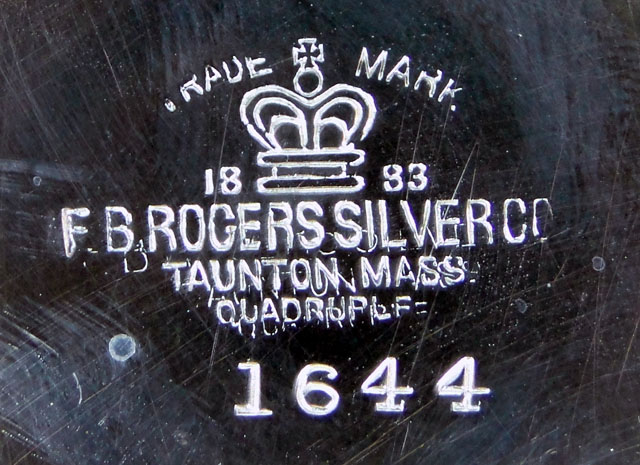 TRADE MARK
18 83
F. B. ROGERS SILVER CO
TAUNTON, MASS.
QUADRUPLE
1644